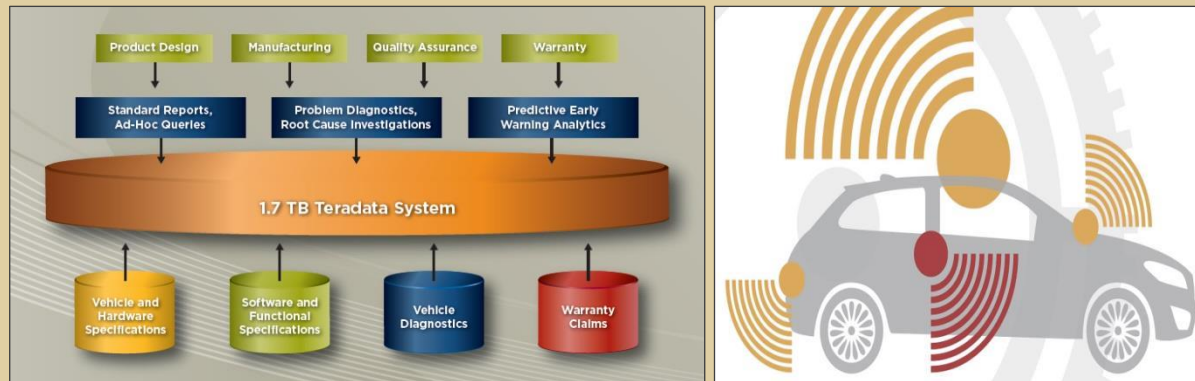 Product Design
Manufacturing
Quality Assurance
Warranty
Standard Reports,
Ad-Hoc Queries
Problem Diagnostics,
Root Cause Investigations
Predictive Early
Warning Analytics
1.7 TB Teradata System
Vehicle and
Hardware
Specifications
Software and
Functional
Specifications
Vehicle
Diagnostics
Warranty
Claims